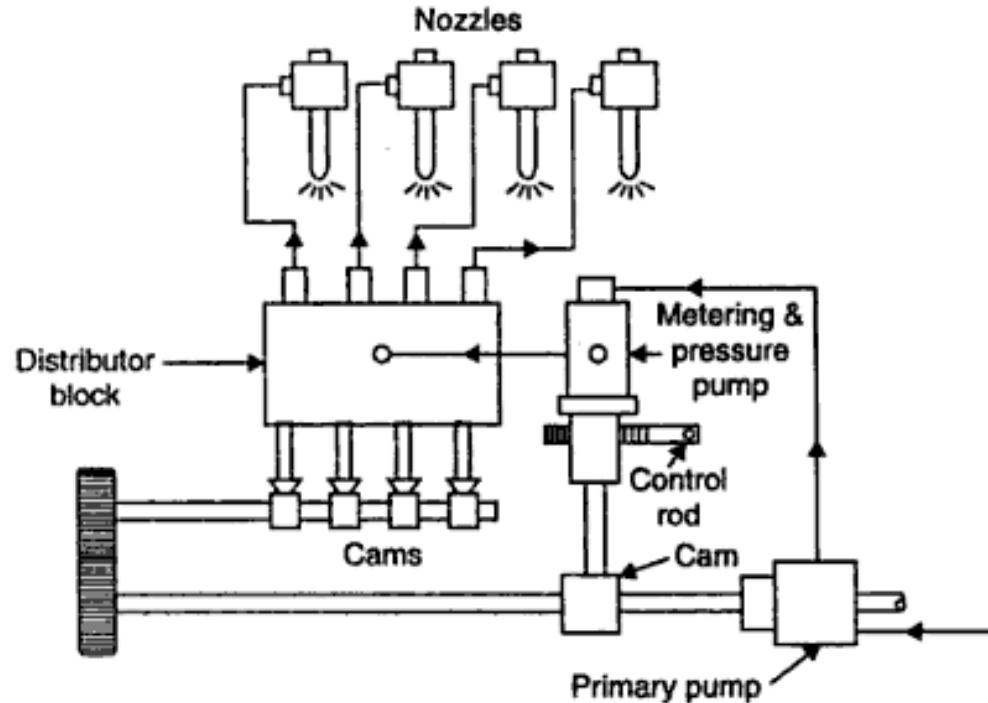 Nozzles
Metering &
pressure
pump
Distributor
block
Control
rod
Cams
Cam
Primary pump